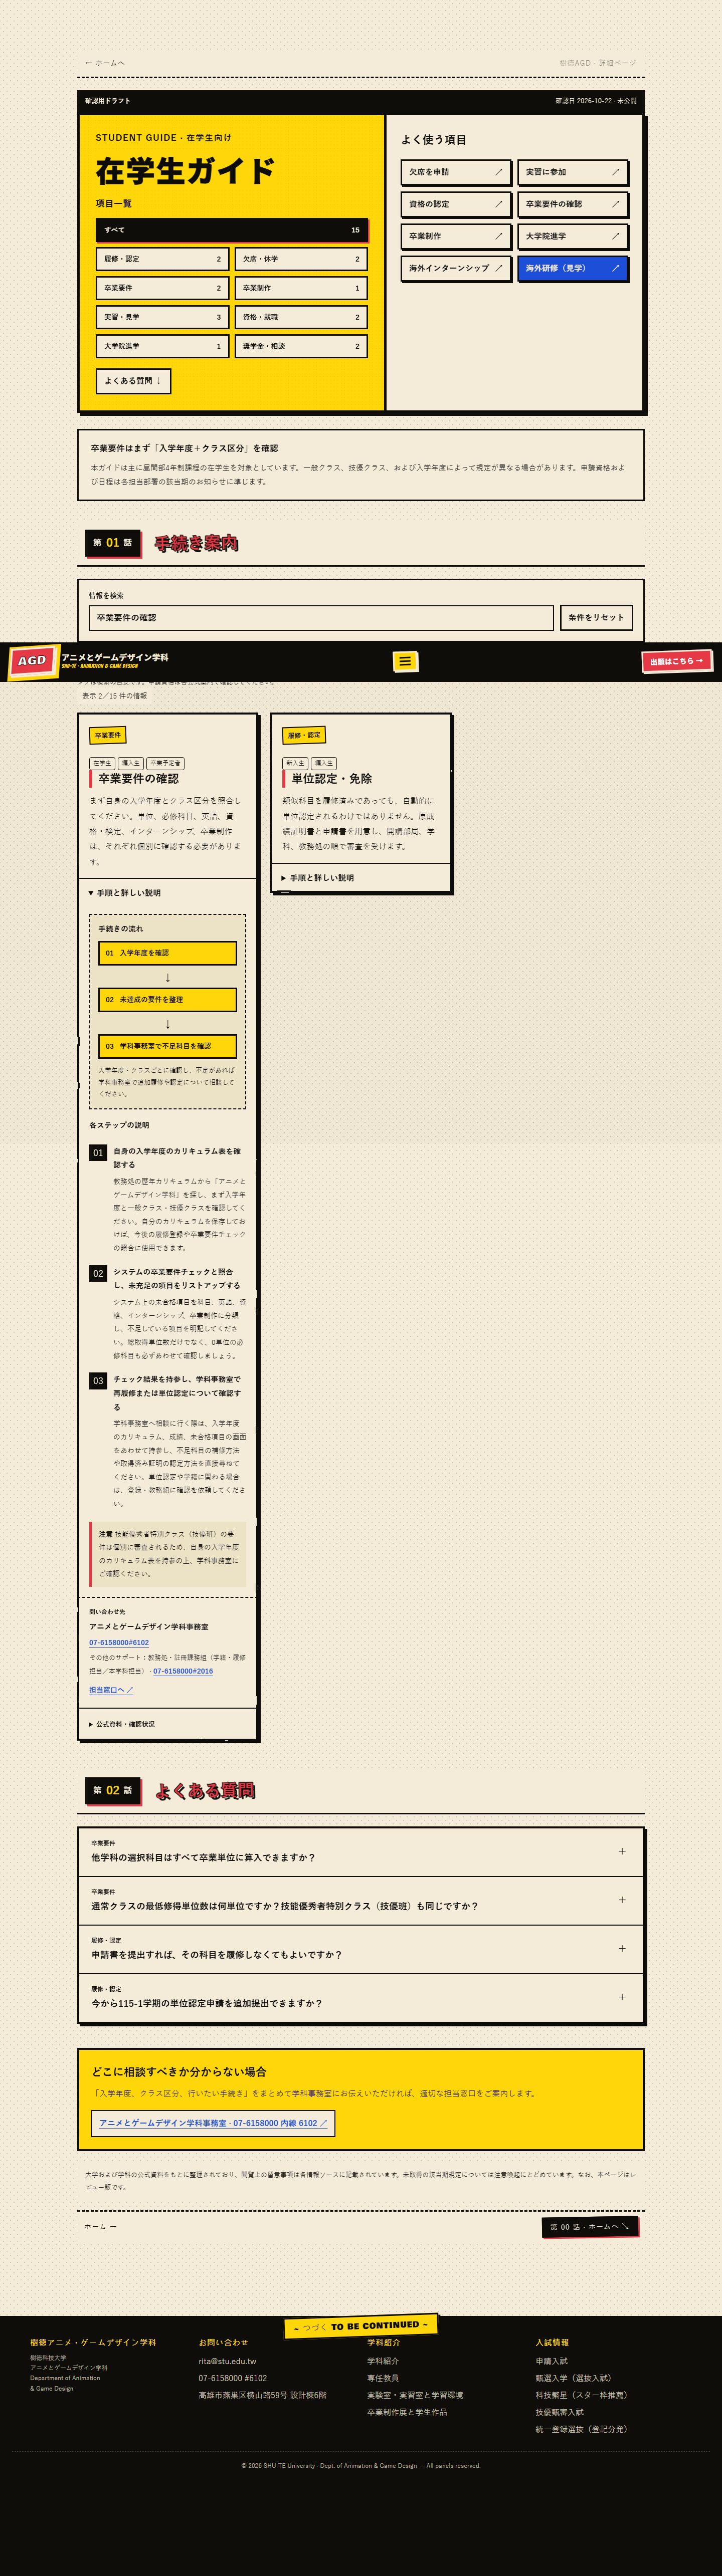 ← ホームへ
樹徳AGD · 詳細ページ
確認用ドラフト
確認日 2026-10-22 · 未公開
STUDENT GUIDE · 在学生向け
在学生ガイド
項目一覧
すべて 15
履修・認定 2
欠席・休学 2
卒業要件 2
卒業制作 1
実習・見学 3
資格・就職 2
大学院進学 1
奨学金・相談 2
よくある質問 ↓
よく使う項目
欠席を申請 ↗
実習に参加 ↗
資格の認定 ↗
卒業要件の確認 ↗
卒業制作 ↗
大学院進学 ↗
海外インターンシップ ↗
海外研修（見学） ↗
卒業要件はまず「入学年度＋クラス区分」を確認
本ガイドは主に昼間部4年制課程の在学生を対象としています。一般クラス、技優クラス、および入学年度によって規定が異なる場合があります。申請資格およ
び日程は各担当部署の該当期のお知らせに準じます。
第 01 話
手続き案内
情報を検索
卒業要件の確認
条件をリセット
AGD
アニメとゲームデザイン学科
SHU-TE · ANIMATION & GAME DESIGN
出願はこちら →
表示 2／15 件の情報
卒業要件
在学生 編入生 卒業予定者
卒業要件の確認
まず自身の入学年度とクラス区分を照合し
てください。単位、必修科目、英語、資
格・検定、インターンシップ、卒業制作
は、それぞれ個別に確認する必要がありま
す。
▼ 手順と詳しい説明
手続きの流れ
01 入学年度を確認
↓
02 未達成の要件を整理
↓
03 学科事務室で不足科目を確認
入学年度・クラスごとに確認し、不足があれば
学科事務室で追加履修や認定について相談して
ください。
各ステップの説明
01
自身の入学年度のカリキュラム表を確
認する
教務処の歴年カリキュラムから「アニメと
ゲームデザイン学科」を探し、まず入学年
度と一般クラス・技優クラスを確認してく
ださい。自分のカリキュラムを保存してお
けば、今後の履修登録や卒業要件チェック
の照合に使用できます。
02
システムの卒業要件チェックと照合
し、未充足の項目をリストアップする
システム上の未合格項目を科目、英語、資
格、インターンシップ、卒業制作に分類
し、不足している項目を明記してくださ
い。総取得単位数だけでなく、0単位の必
修科目も必ずあわせて確認しましょう。
03
チェック結果を持参し、学科事務室で
再履修または単位認定について確認す
る
学科事務室へ相談に行く際は、入学年度
のカリキュラム、成績、未合格項目の画面
をあわせて持参し、不足科目の補修方法
や取得済み証明の認定方法を直接尋ねて
ください。単位認定や学籍に関わる場合
は、登録・教務組に確認を依頼してくださ
い。
注意 技能優秀者特別クラス（技優班）の要
件は個別に審査されるため、自身の入学年度
のカリキュラム表を持参の上、学科事務室に
ご確認ください。
問い合わせ先
アニメとゲームデザイン学科事務室
07-6158000#6102
その他のサポート：教務処・註冊課務組（学籍・履修
担当／本学科担当） · 07-6158000#2016
担当窓口へ ↗
▶ 公式資料・確認状況
履修・認定
新入生 編入生
単位認定・免除
類似科目を履修済みであっても、自動的に
単位認定されるわけではありません。原成
績証明書と申請書を用意し、開講部局、学
科、教務処の順で審査を受けます。
▶ 手順と詳しい説明
第 02 話
よくある質問
卒業要件
他学科の選択科目はすべて卒業単位に算入できますか？ ＋
卒業要件
通常クラスの最低修得単位数は何単位ですか？技能優秀者特別クラス（技優班）も同じですか？ ＋
履修・認定
申請書を提出すれば、その科目を履修しなくてもよいですか？ ＋
履修・認定
今から115-1学期の単位認定申請を追加提出できますか？ ＋
どこに相談すべきか分からない場合
「入学年度、クラス区分、行いたい手続き」をまとめて学科事務室にお伝えいただければ、適切な担当窓口をご案内します。
アニメとゲームデザイン学科事務室 · 07-6158000 内線 6102 ↗
大学および学科の公式資料をもとに整理されており、閲覧上の留意事項は各情報ソースに記載されています。未取得の該当期規定については注意喚起にとどめています。なお、本ページはレ
ビュー版です。
ホーム →
第 00 話 · ホームへ ↘
~ つづく TO BE CONTINUED ~
樹徳アニメ・ゲームデザイン学科
樹徳科技大学
アニメとゲームデザイン学科
Department of Animation
& Game Design
お問い合わせ
rita@stu.edu.tw
07-6158000 #6102
高雄市燕巣区横山路59号 設計棟6階
学科紹介
学科紹介
専任教員
実験室・実習室と学習環境
卒業制作展と学生作品
入試情報
申請入試
甄選入学（選抜入試）
科技繁星（スター枠推薦）
技優甄審入試
統一登録選抜（登記分発）
© 2026 SHU-TE University · Dept. of Animation & Game Design — All panels reserved.